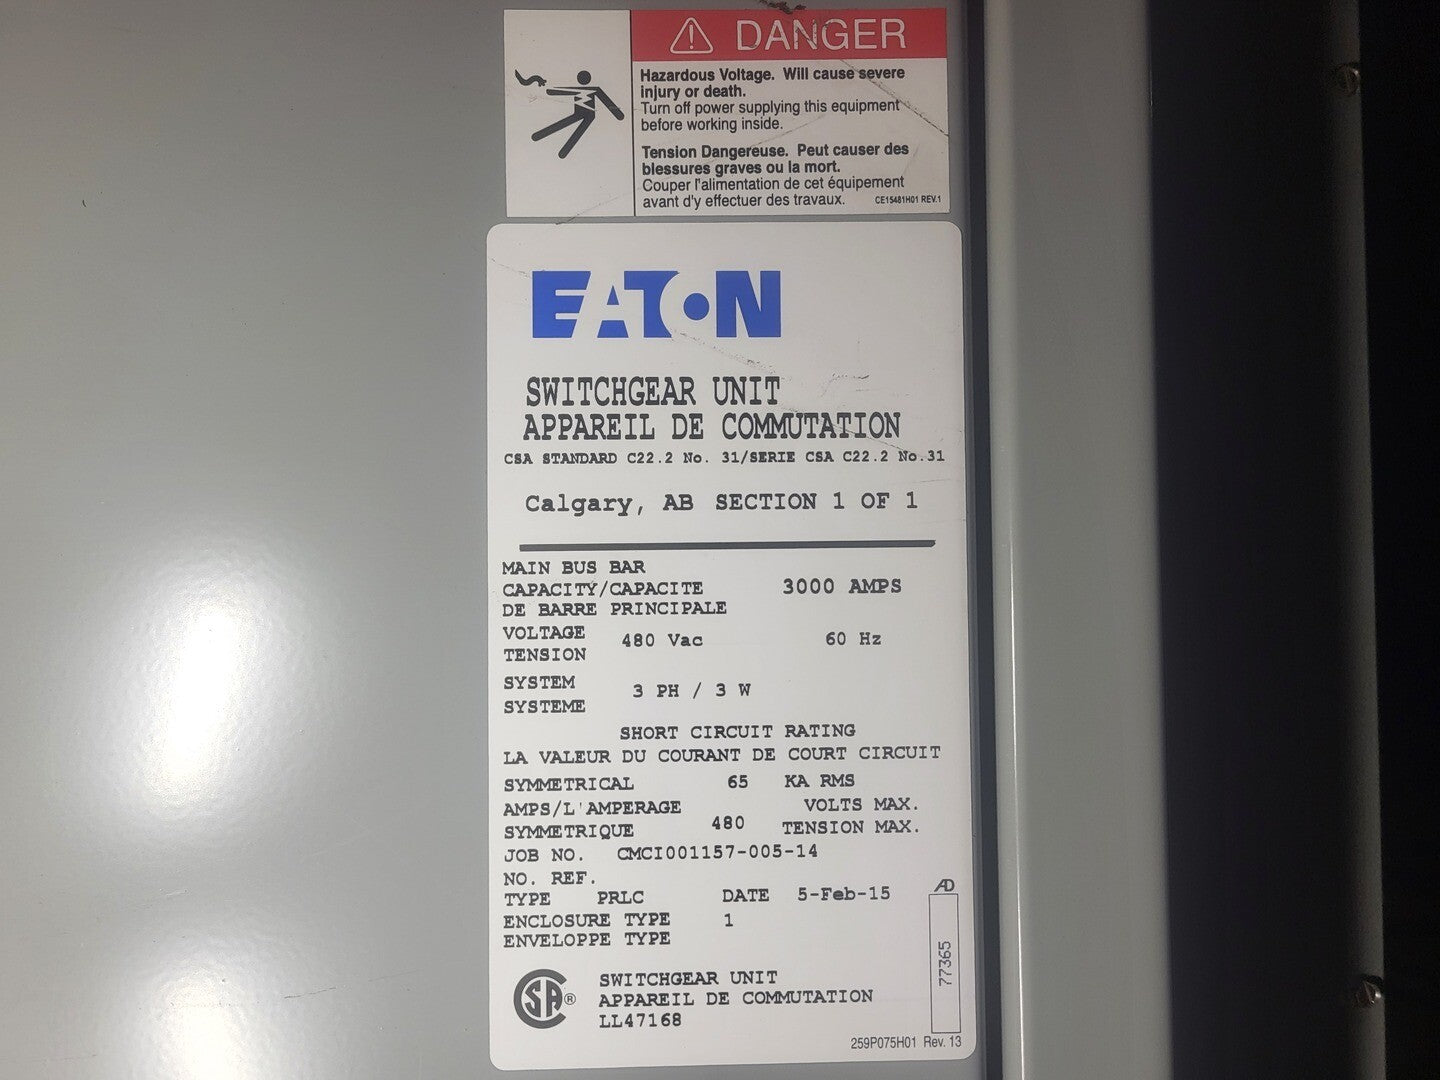 DANGER
Hazardous Voltage. Will cause severe
injury or death.
Turn off power supplying this equipment
before working inside.
Tension Dangereuse. Peut causer des
blessures graves ou la mort.
Couper l'alimentation de cet équipement
avant d'y effectuer des travaux. CE15481H01 REV.1
EATON
SWITCHGEAR UNIT
APPAREIL DE COMMUTATION
CSA STANDARD C22.2 No. 31/SERIE CSA C22.2 No.31
Calgary, AB SECTION 1 OF 1
MAIN BUS BAR
CAPACITY/CAPACITE 3000 AMPS
DE BARRE PRINCIPALE
VOLTAGE 480 Vac 60 Hz
TENSION
SYSTEM 3 PH / 3 W
SYSTEME
SHORT CIRCUIT RATING
LA VALEUR DU COURANT DE COURT CIRCUIT
SYMMETRICAL 65 KA RMS
AMPS/L'AMPERAGE VOLTS MAX.
SYMMETRIQUE 480 TENSION MAX.
JOB NO. CMCI001157-005-14
NO. REF.
TYPE PRLC DATE 5-Feb-15
ENCLOSURE TYPE 1
ENVELOPPE TYPE
AD
77365
SA ®
SWITCHGEAR UNIT
APPAREIL DE COMMUTATION
LL47168
259P075H01 Rev. 13